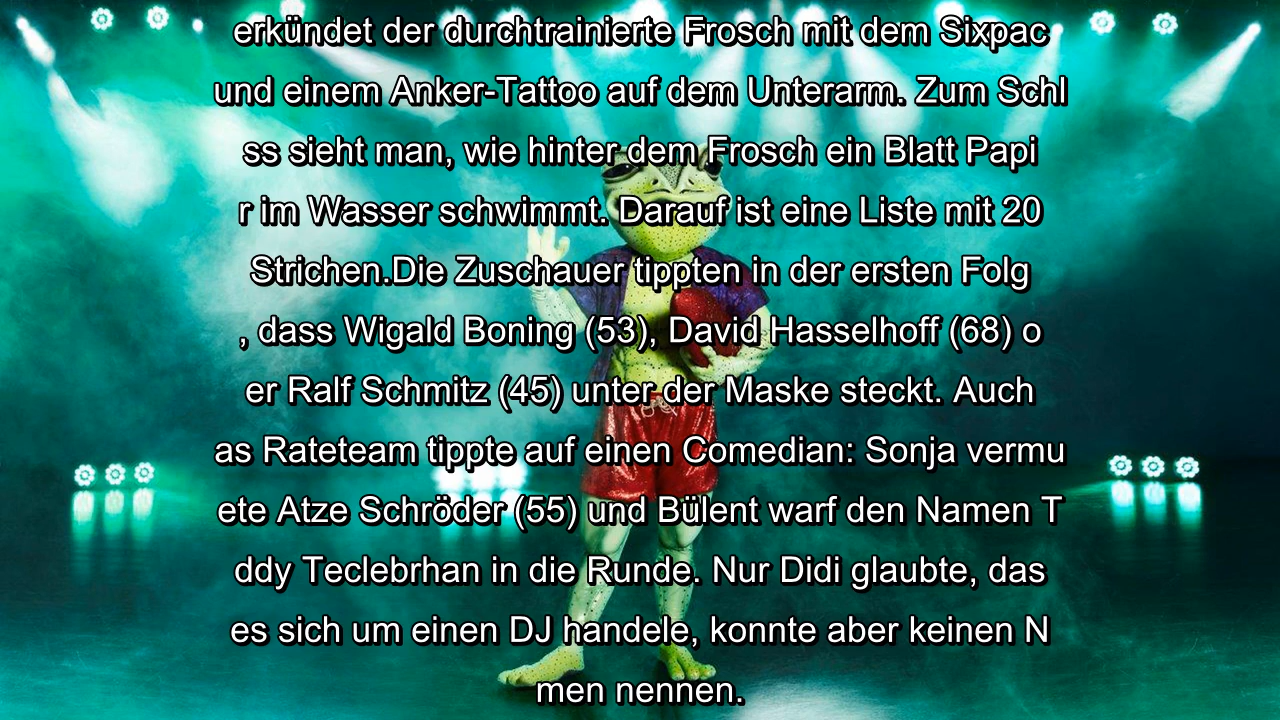 erkündet der durchtrainierte Frosch mit dem Sixpac
und einem Anker-Tattoo auf dem Unterarm. Zum Schl
ss sieht man, wie hinter dem Frosch ein Blatt Papi
r im Wasser schwimmt. Darauf ist eine Liste mit 20
Strichen.Die Zuschauer tippten in der ersten Folg
, dass Wigald Boning (53), David Hasselhoff (68) o
er Ralf Schmitz (45) unter der Maske steckt. Auch
as Rateteam tippte auf einen Comedian: Sonja vermu
ete Atze Schröder (55) und Bülent warf den Namen T
ddy Teclebrhan in die Runde. Nur Didi glaubte, das
es sich um einen DJ handele, konnte aber keinen N
men nennen.